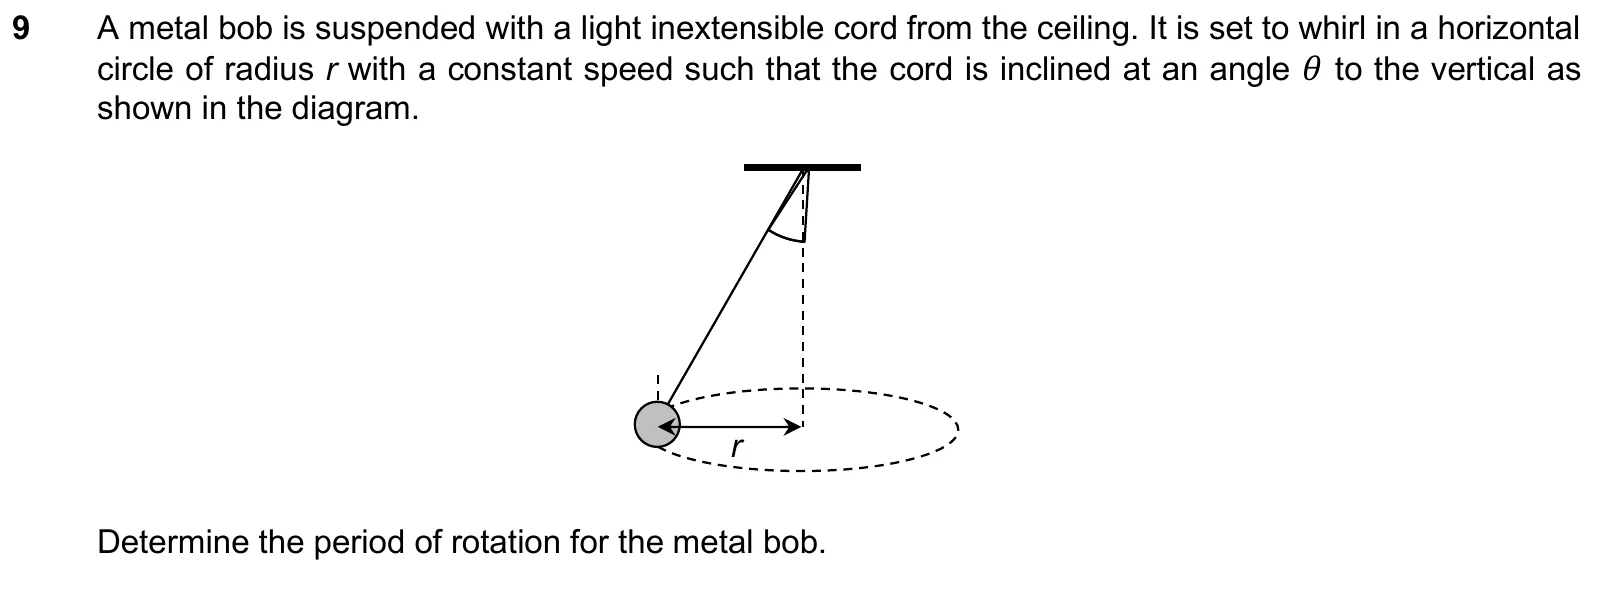 9 A metal bob is suspended with a light inextensible cord from the ceiling. It is set to whirl in a horizontal
circle of radius r with a constant speed such that the cord is inclined at an angle θ to the vertical as
shown in the diagram.
r
Determine the period of rotation for the metal bob.